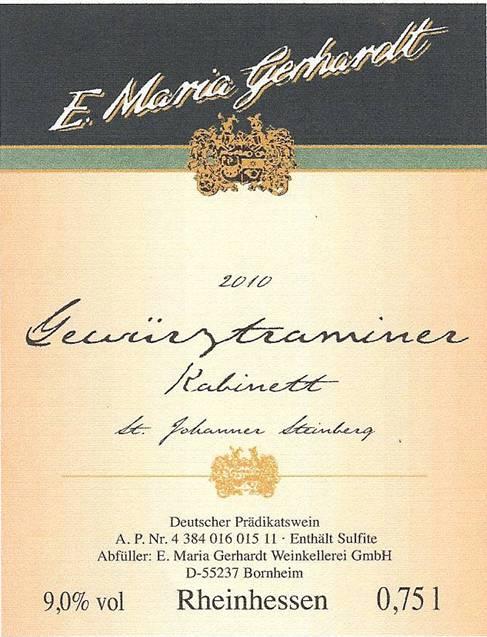 E. Maria Gerhardt
2010
Gewürztraminer
Kabinett
St. Johanner Steinberg
Deutscher Prädikatswein
A. P. Nr. 4 384 016 015 11 · Enthält Sulfite
Abfüller: E. Maria Gerhardt Weinkellerei GmbH
D-55237 Bornheim
9,0% vol Rheinhessen 0,75 l